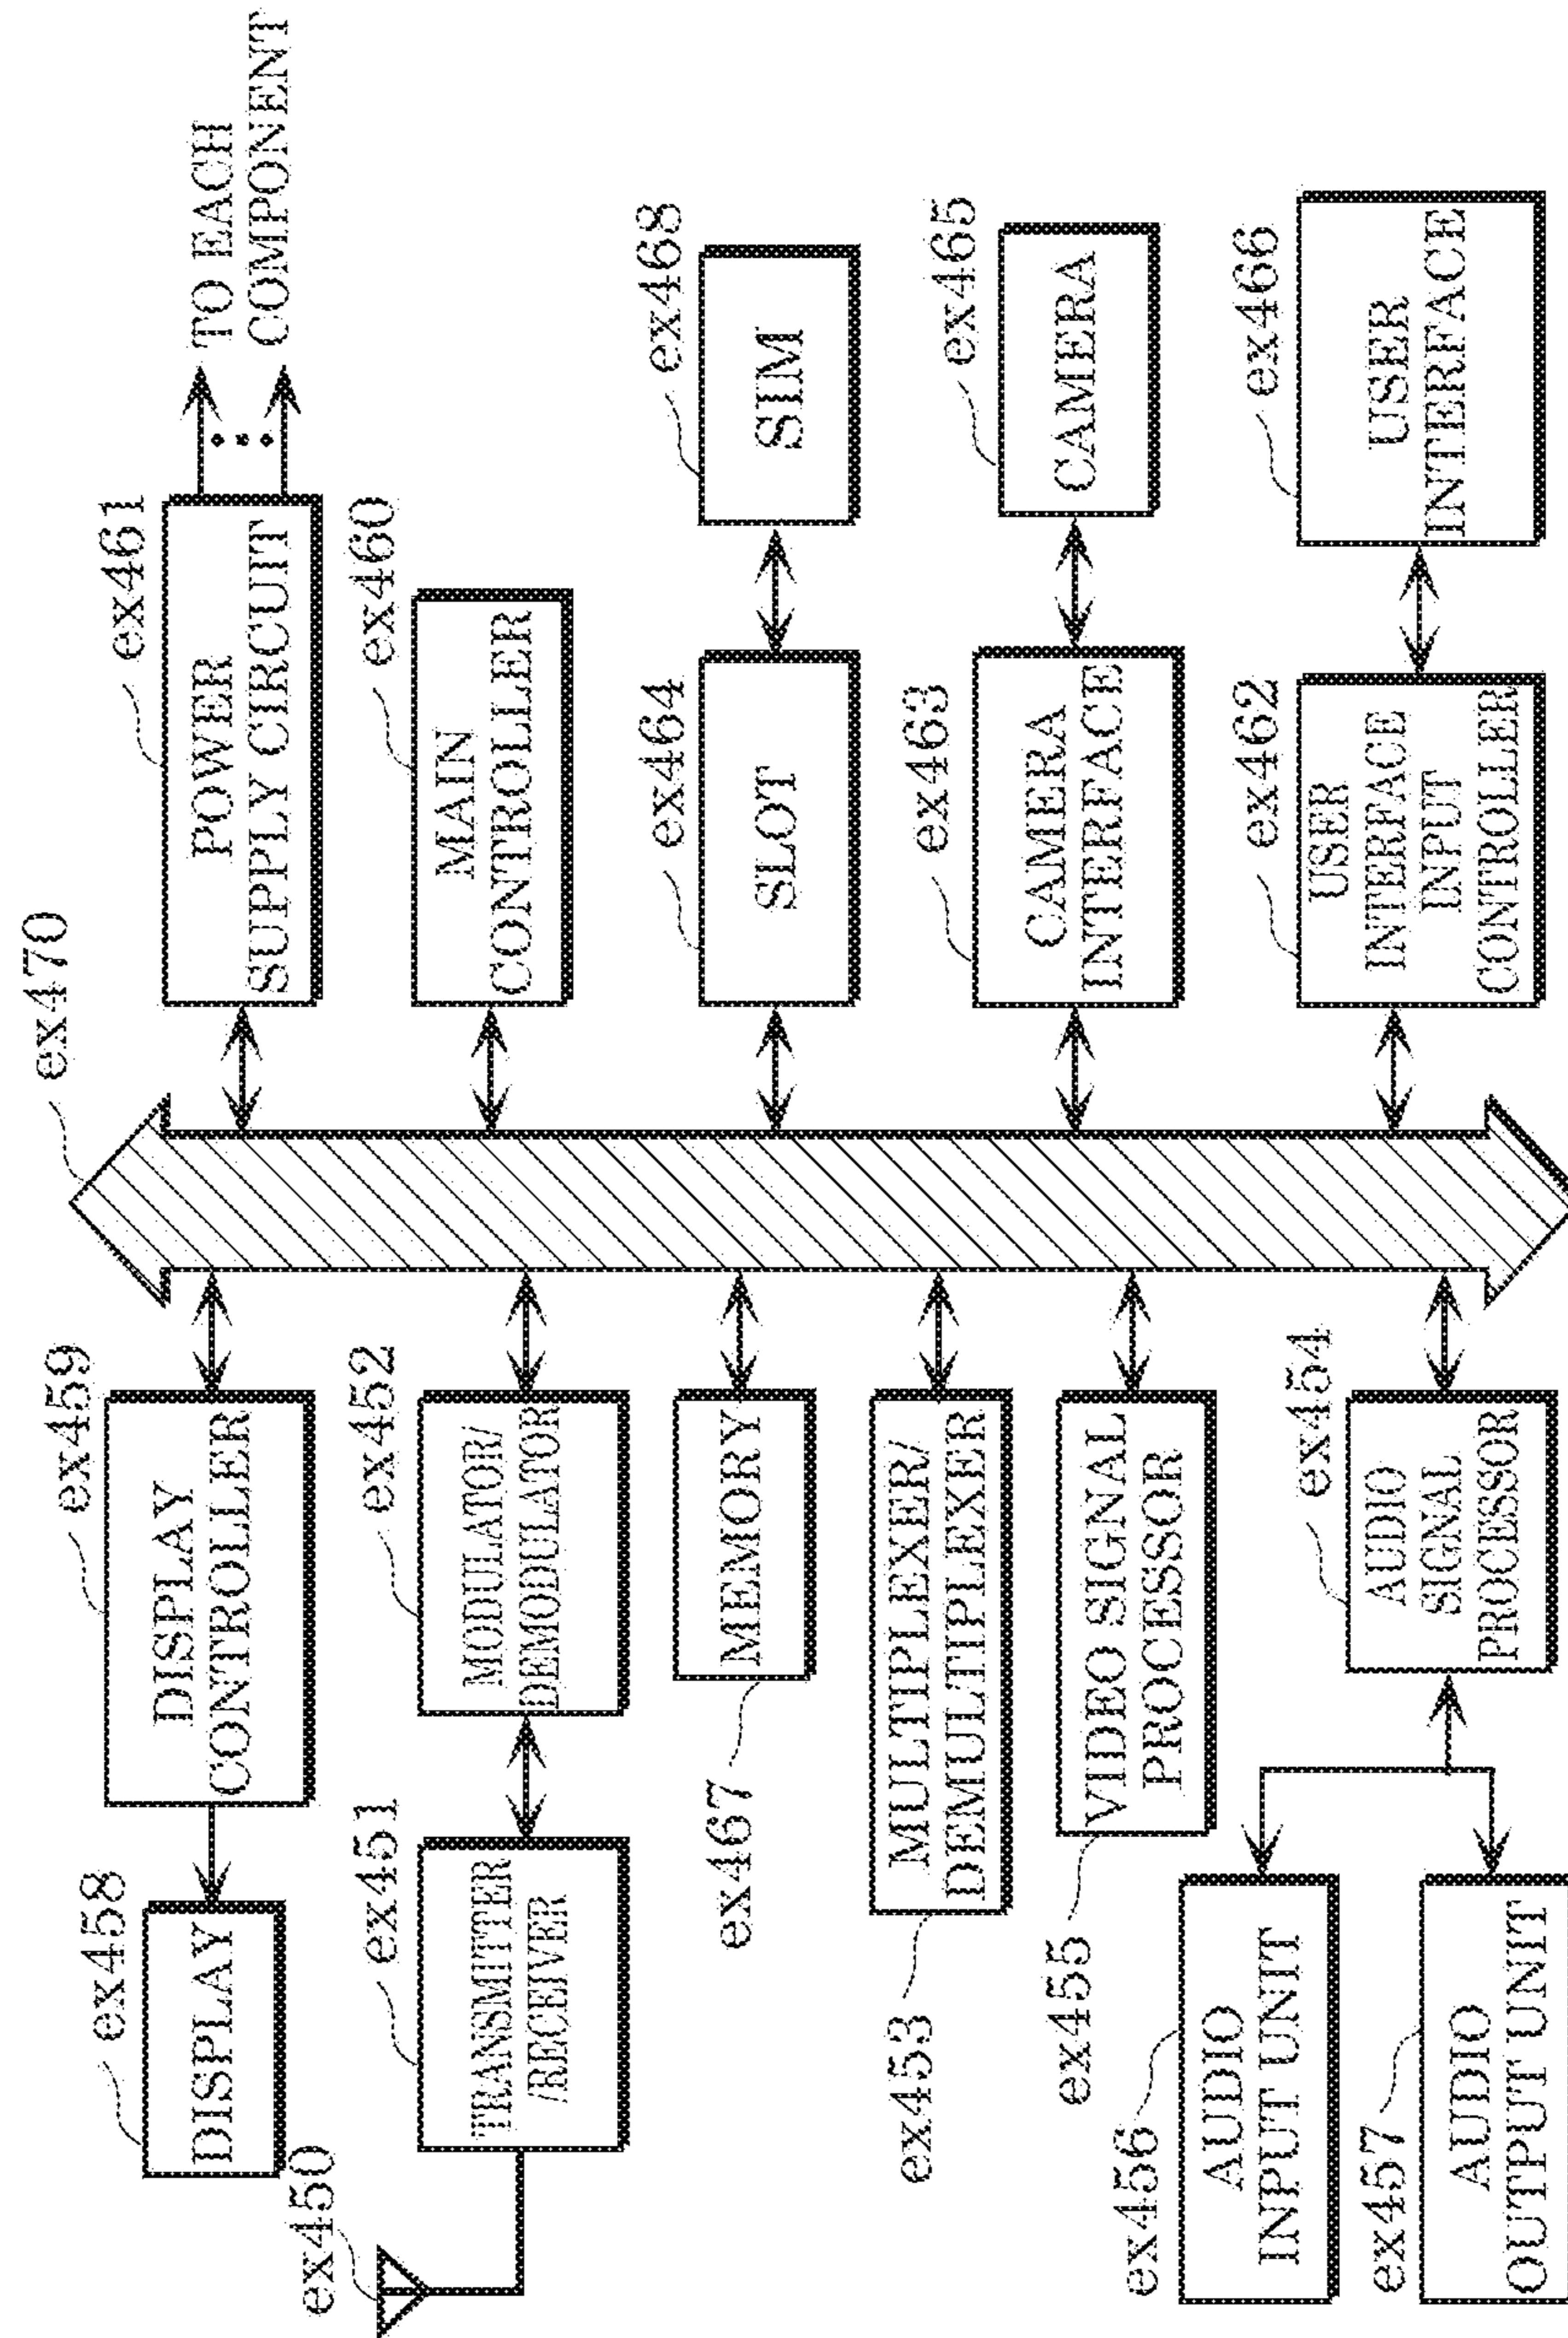 ex470
ex459
DISPLAY
CONTROLLER
ex458
DISPLAY
ex461
POWER
SUPPLY CIRCUIT
TO EACH
COMPONENT
ex450
ex451
TRANSMITTER
/RECEIVER
ex452
MODULATOR/
DEMODULATOR
ex460
MAIN
CONTROLLER
ex467
MEMORY
ex464
SLOT
ex468
SIM
ex453
MULTIPLEXER/
DEMULTIPLEXER
ex455
VIDEO SIGNAL
PROCESSOR
ex463
CAMERA
INTERFACE
ex465
CAMERA
ex456
AUDIO
INPUT UNIT
ex457
AUDIO
OUTPUT UNIT
ex454
AUDIO
SIGNAL
PROCESSOR
ex462
USER
INTERFACE
INPUT
CONTROLLER
ex466
USER
INTERFACE